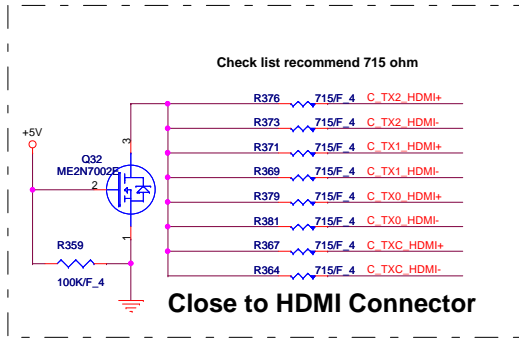 Check list recommend 715 ohm
R376 715/F_4 C_TX2_HDMI+
R373 715/F_4 C_TX2_HDMI-
R371 715/F_4 C_TX1_HDMI+
R369 715/F_4 C_TX1_HDMI-
R379 715/F_4 C_TX0_HDMI+
R381 715/F_4 C_TX0_HDMI-
R367 715/F_4 C_TXC_HDMI+
R364 715/F_4 C_TXC_HDMI-
+5V
3
Q32
ME2N7002E
2
1
R359
100K/F_4
Close to HDMI Connector